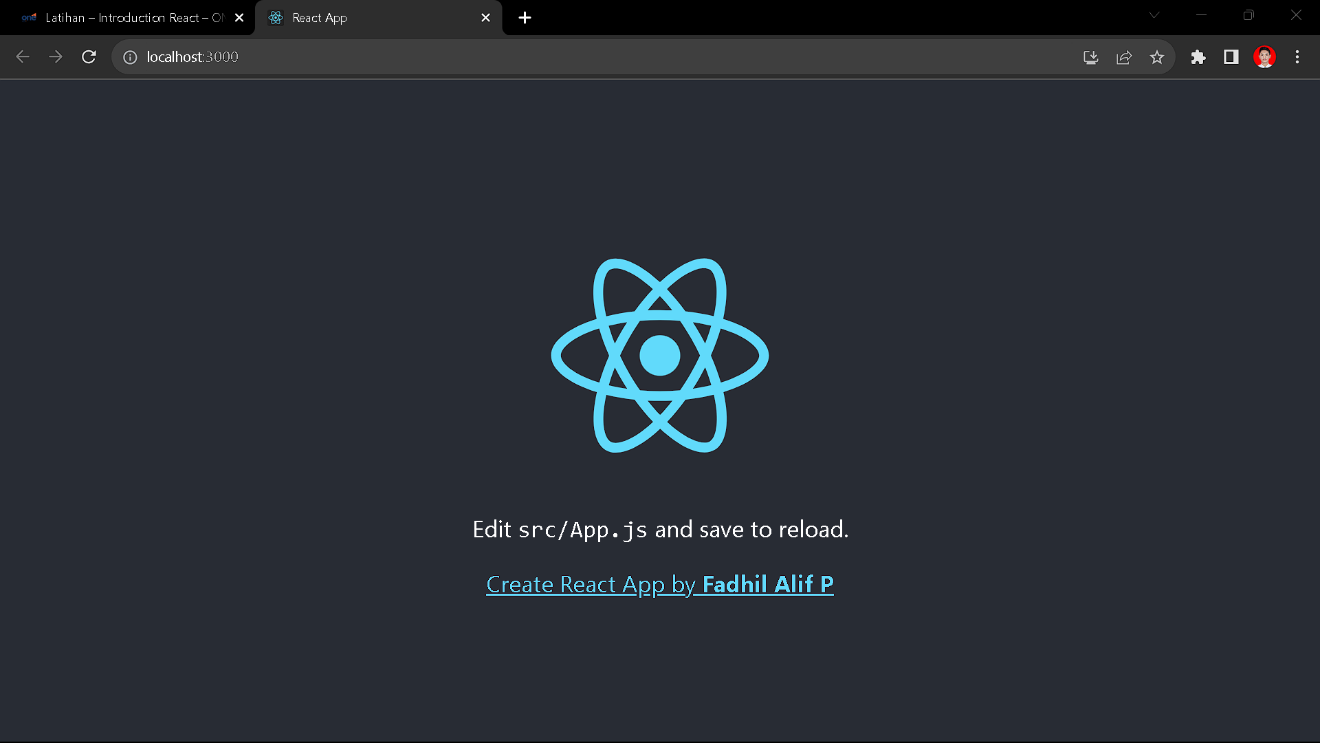 Latihan – Introduction React –
React App
localhost:3000
Edit src/App.js and save to reload.
Create React App by Fadhil Alif P